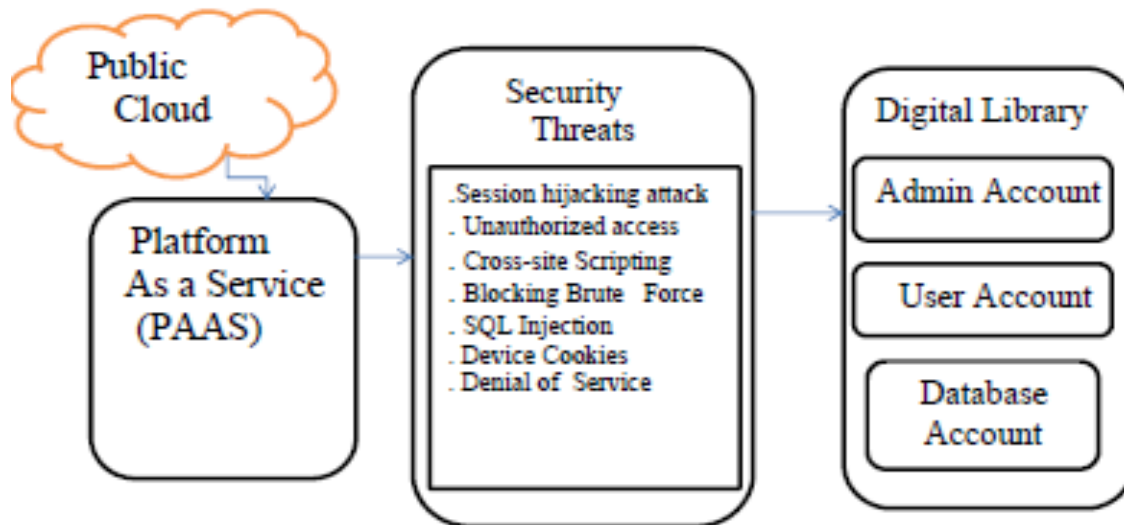 Public
Cloud
Platform
As a Service
(PAAS)
Security
Threats
.Session hijacking attack
. Unauthorized access
. Cross-site Scripting
. Blocking Brute Force
. SQL Injection
. Device Cookies
. Denial of Service
Digital Library
Admin Account
User Account
Database
Account